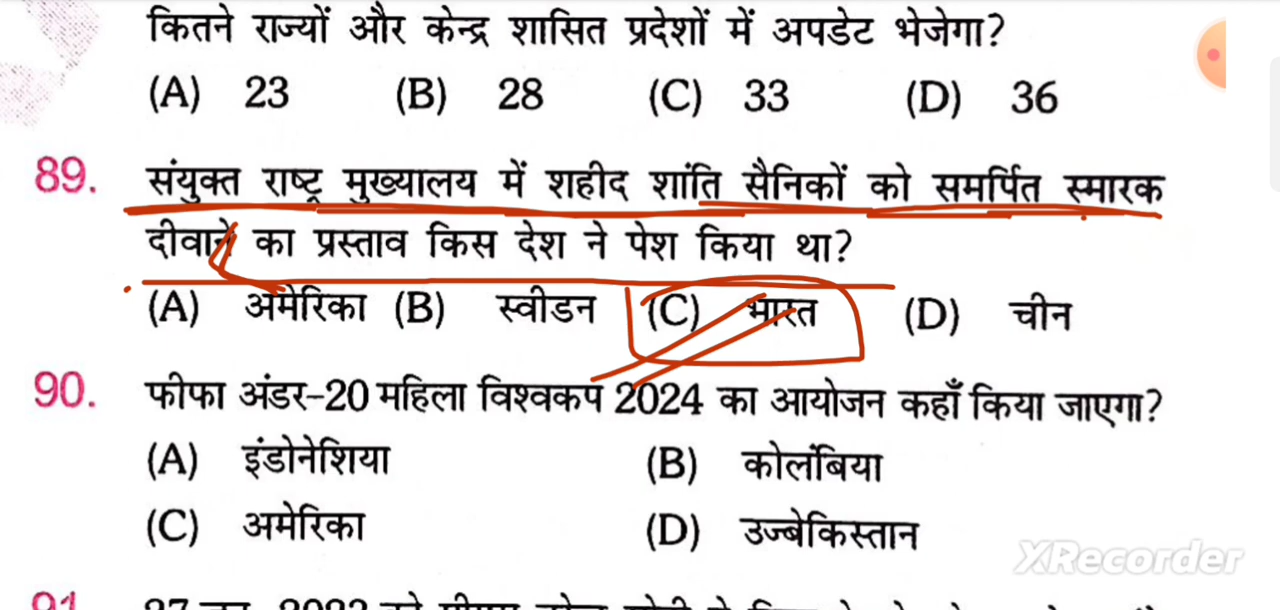 कितने राज्यों और केन्द्र शासित प्रदेशों में अपडेट भेजेगा?
(A) 23 (B) 28 (C) 33 (D) 36
89. संयुक्त राष्ट्र मुख्यालय में शहीद शांति सैनिकों को समर्पित स्मारक
दीवाने का प्रस्ताव किस देश ने पेश किया था?
(A) अमेरिका (B) स्वीडन (C) भारत (D) चीन
90. फीफा अंडर-20 महिला विश्वकप 2024 का आयोजन कहाँ किया जाएगा?
(A) इंडोनेशिया (B) कोलंबिया
(C) अमेरिका (D) उज्बेकिस्तान
XRecorder
91.